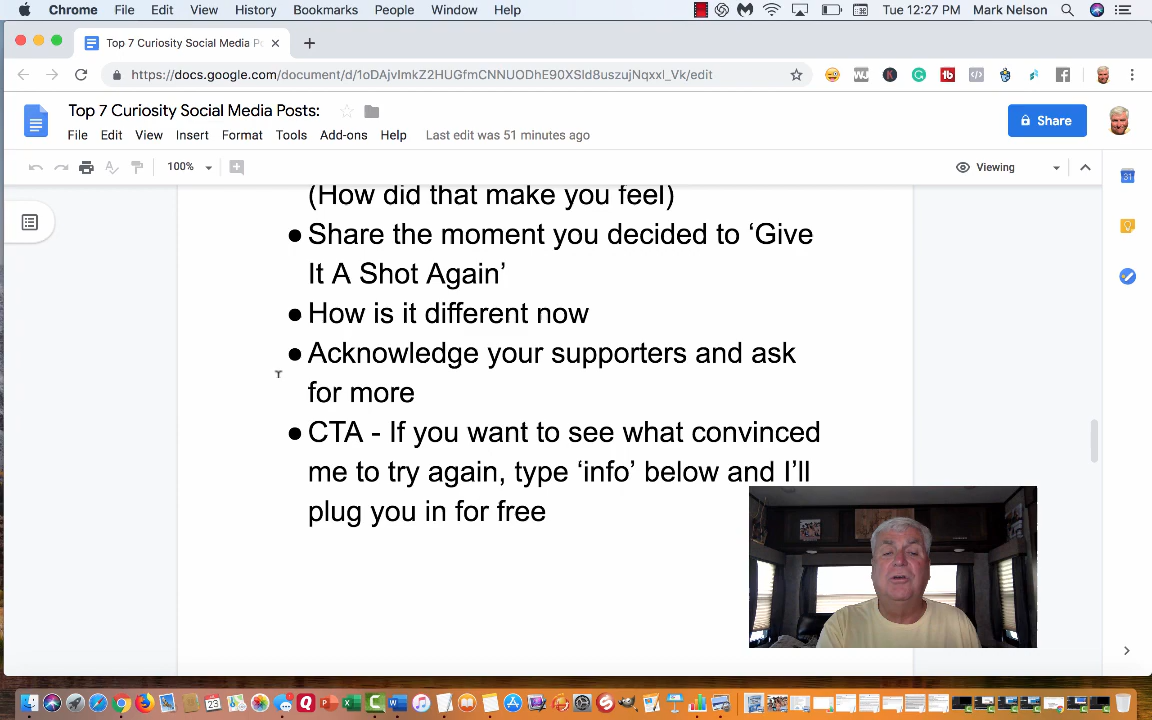 Chrome File Edit View History Bookmarks People Window Help Tue 12:27 PM Mark Nelson
Top 7 Curiosity Social Media Po
https://docs.google.com/document/d/1oDAjvImkZ2HUGfmCNNUODhE90XSld8uszujNqxxl_Vk/edit
Top 7 Curiosity Social Media Posts:
Share
File Edit View Insert Format Tools Add-ons Help Last edit was 51 minutes ago
100% Viewing
(How did that make you feel)
● Share the moment you decided to ‘Give
It A Shot Again’
● How is it different now
● Acknowledge your supporters and ask
for more
● CTA - If you want to see what convinced
me to try again, type ‘info’ below and I’ll
plug you in for free